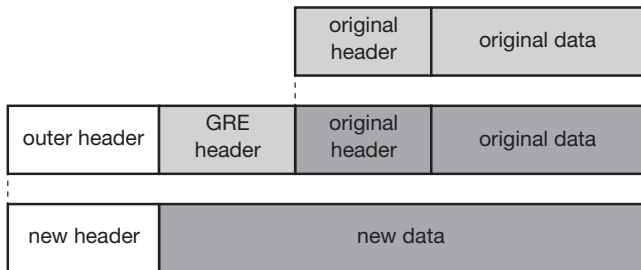 original
header
original data
outer header
GRE
header
original
header
original data
new header
new data